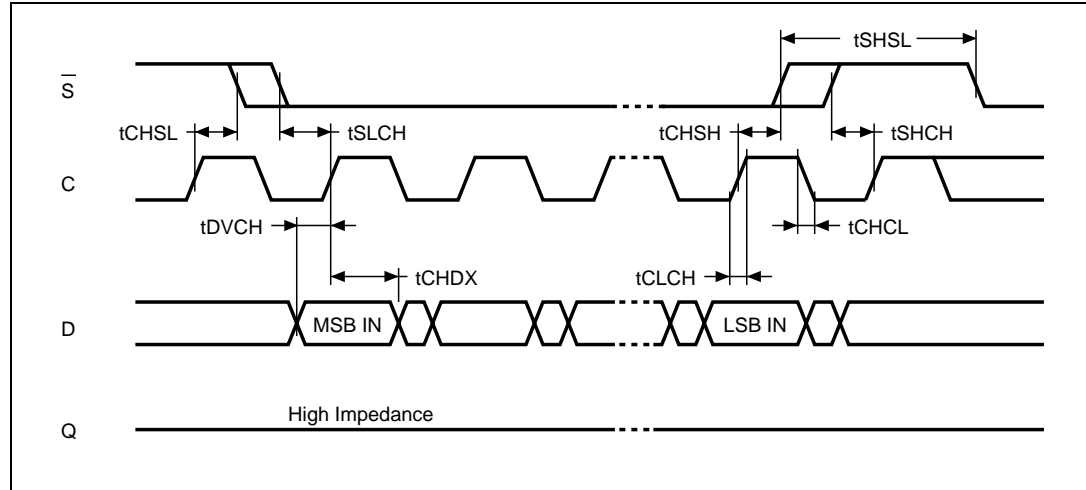 tSHSL
S̅
tCHSL
tSLCH
tCHSH
tSHCH
C
tDVCH
tCHCL
tCHDX
tCLCH
D
MSB IN
LSB IN
High Impedance
Q